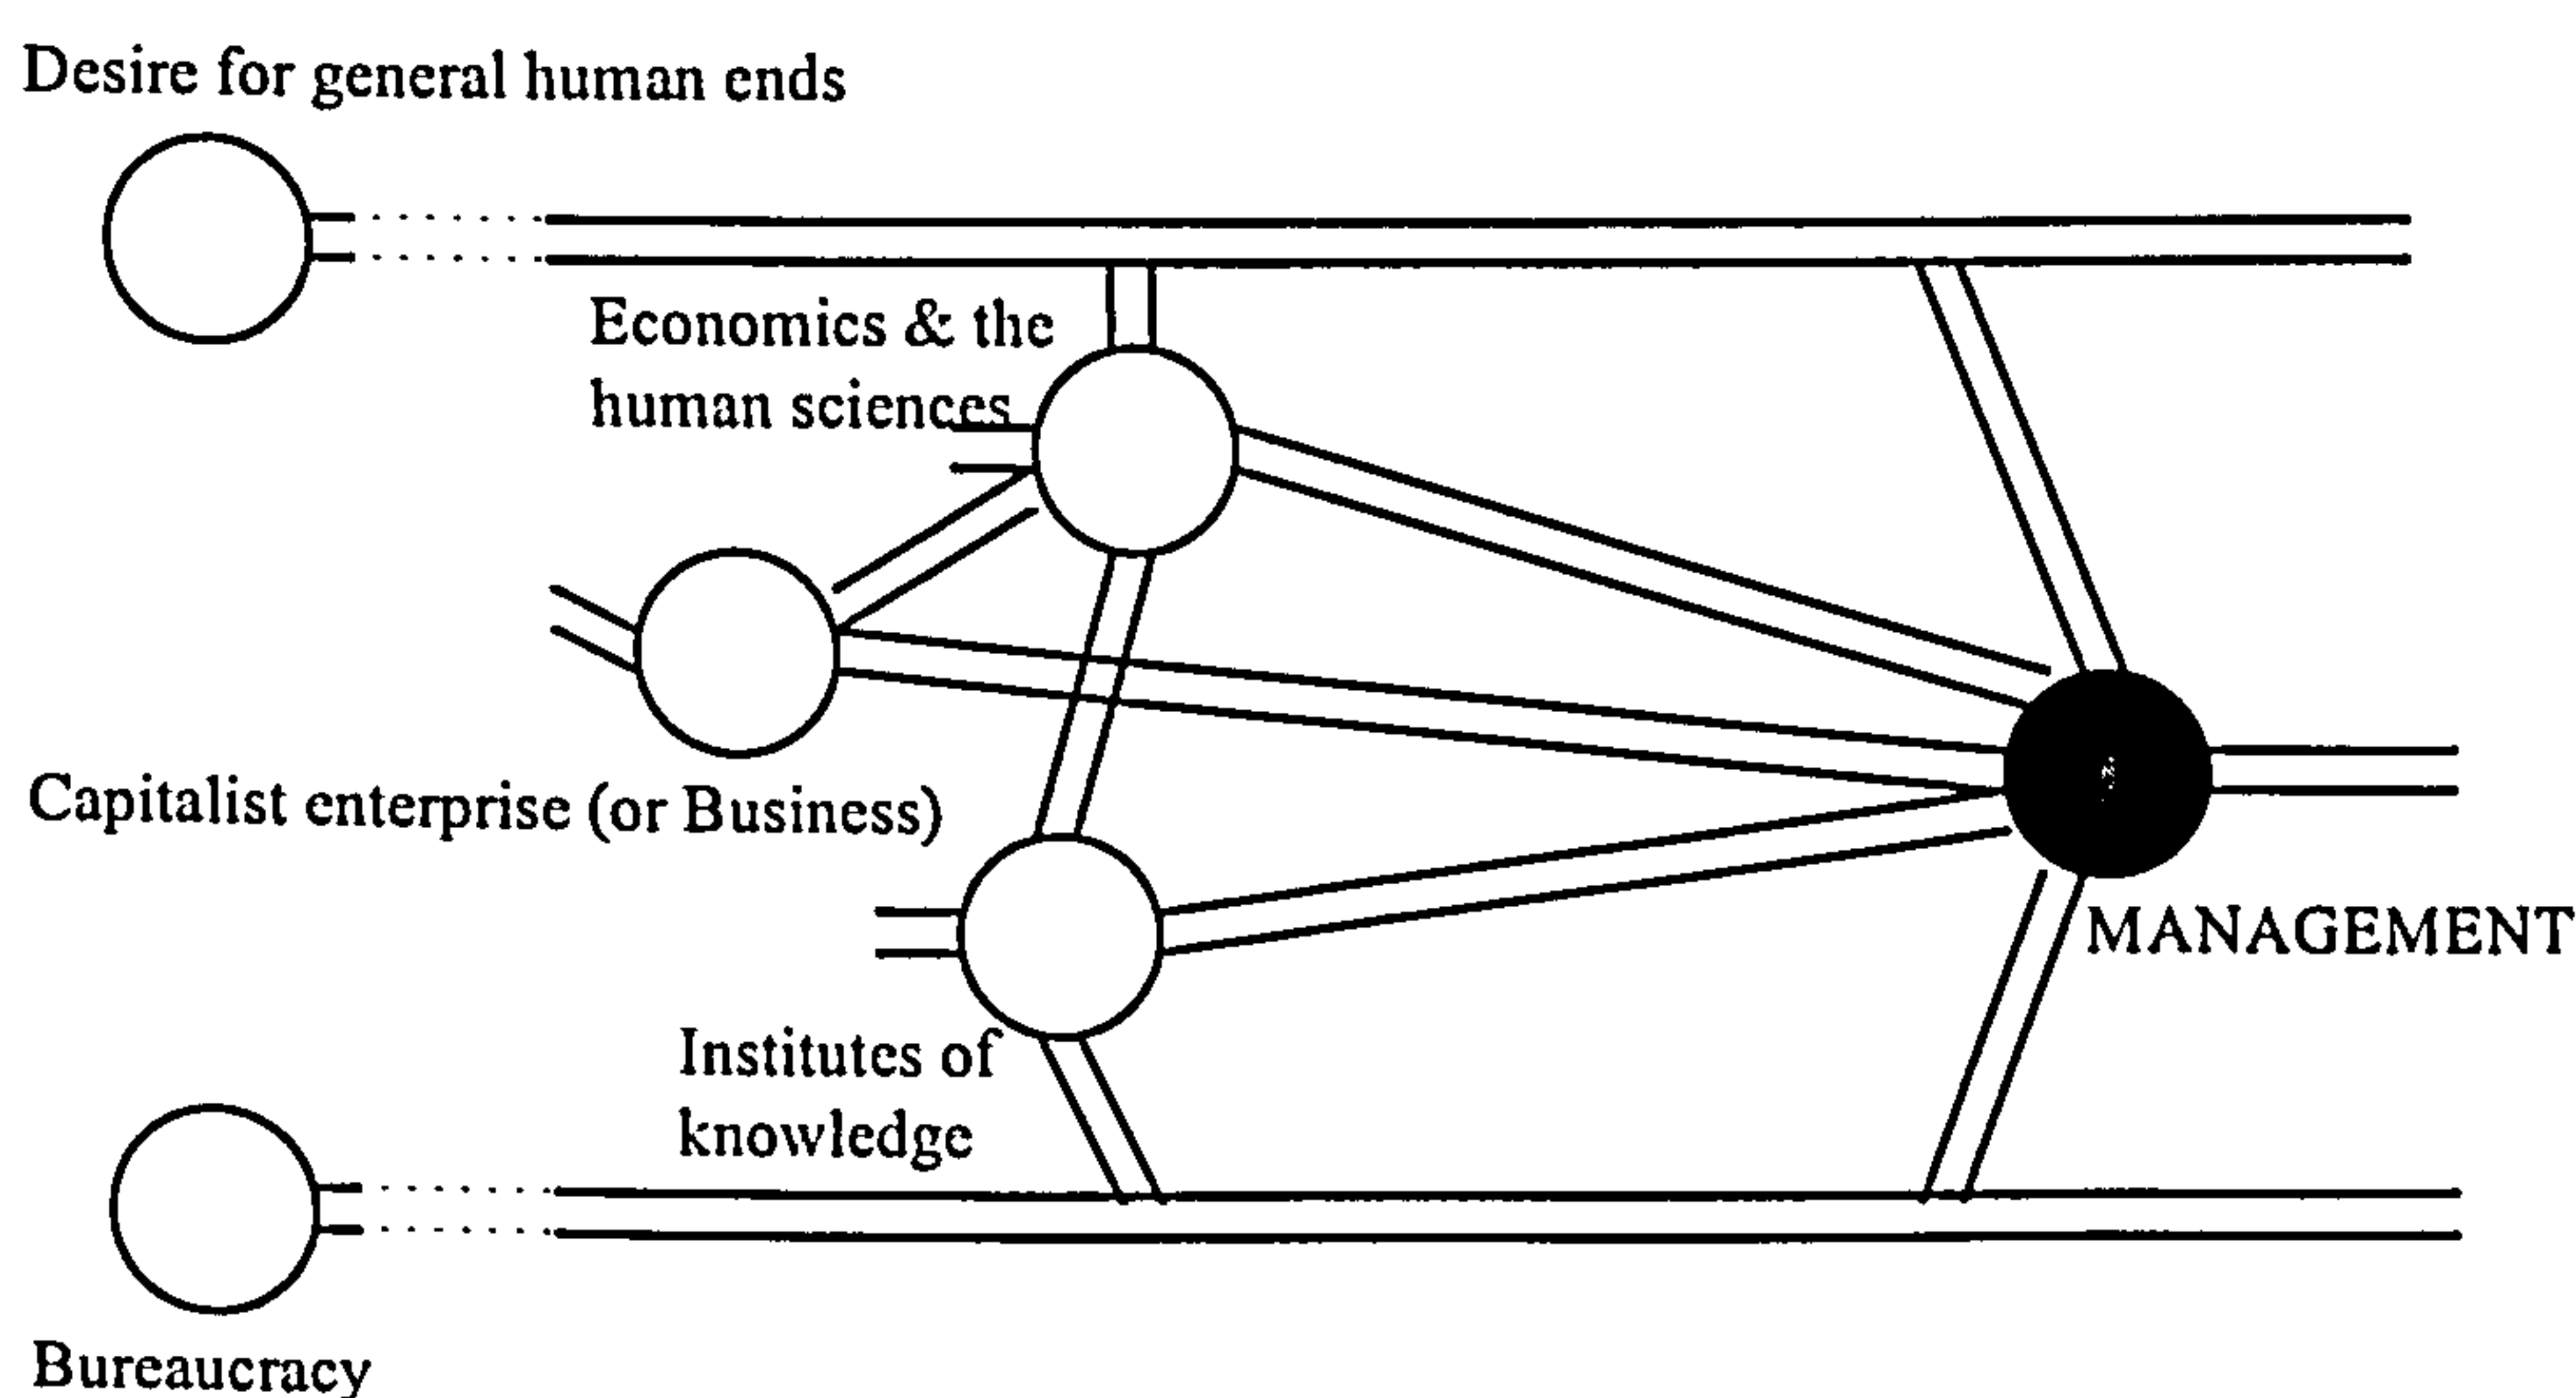 Desire for general human ends
Economics & the
human sciences
Capitalist enterprise (or Business)
MANAGEMENT
Institutes of
knowledge
Bureaucracy